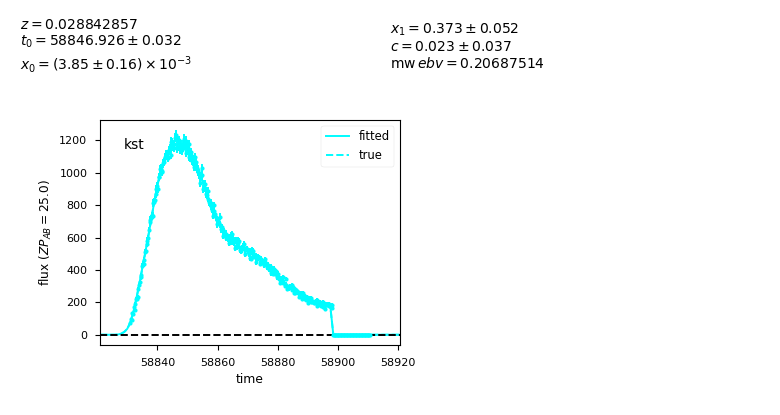 z = 0.028842857
t₀ = 58846.926 ± 0.032
x₀ = (3.85 ± 0.16) × 10⁻³
x₁ = 0.373 ± 0.052
c = 0.023 ± 0.037
mw ebv = 0.20687514
kst
fitted
true
1200
1000
800
600
400
200
0
flux (ZP_AB = 25.0)
58840 58860 58880 58900 58920
time